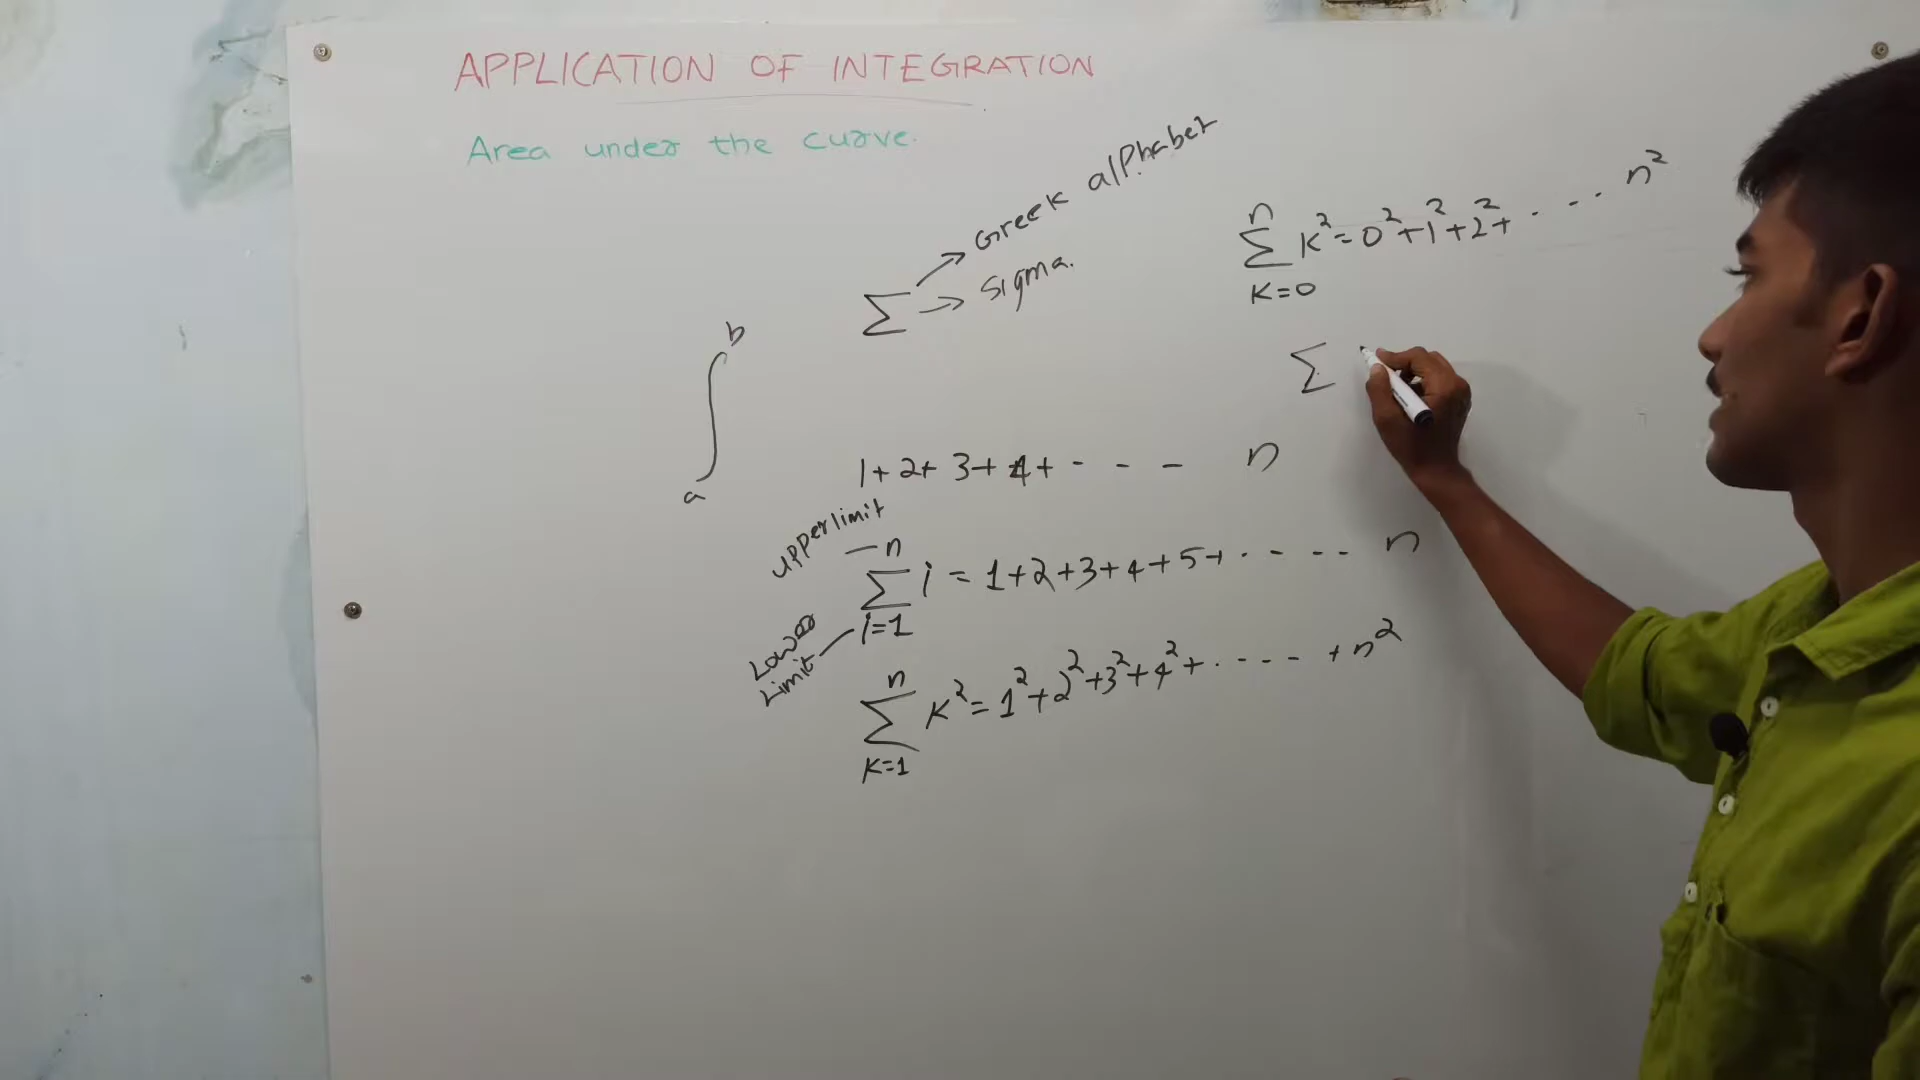 APPLICATION OF INTEGRATION
Area under the curve.
∑ → Greek alphabet
→ Sigma.
∫ b a
n ∑ K=0 K² = 0² + 1² + 2² + . . . . n²
∑
1 + 2 + 3 + 4 + - - - n
upper limit — n
∑ i = 1 + 2 + 3 + 4 + 5 + . - - - n
Lower Limit — i=1
n ∑ K=1 K² = 1² + 2² + 3² + 4² + . - - - + n²